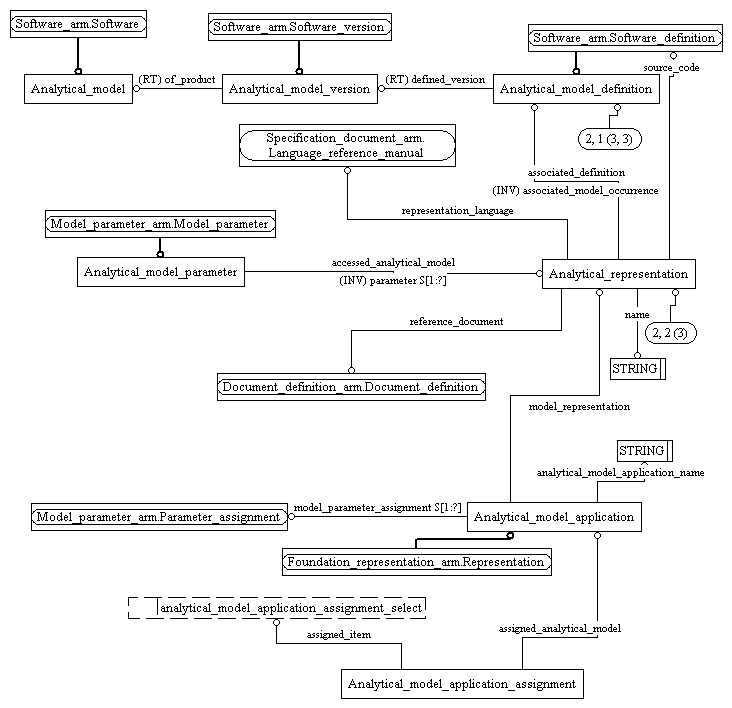 Software_arm.Software
Software_arm.Software_version
Software_arm.Software_definition
source_code
Analytical_model
(RT) of_product
Analytical_model_version
(RT) defined_version
Analytical_model_definition
2, 1 (3, 3)
Specification_document_arm.
Language_reference_manual
associated_definition
(INV) associated_model_occurrence
representation_language
Model_parameter_arm.Model_parameter
Analytical_model_parameter
accessed_analytical_model
(INV) parameter S[1:?]
Analytical_representation
name
2, 2 (3)
reference_document
STRING
Document_definition_arm.Document_definition
model_representation
STRING
analytical_model_application_name
Model_parameter_arm.Parameter_assignment
model_parameter_assignment S[1:?]
Analytical_model_application
Foundation_representation_arm.Representation
analytical_model_application_assignment_select
assigned_item
assigned_analytical_model
Analytical_model_application_assignment